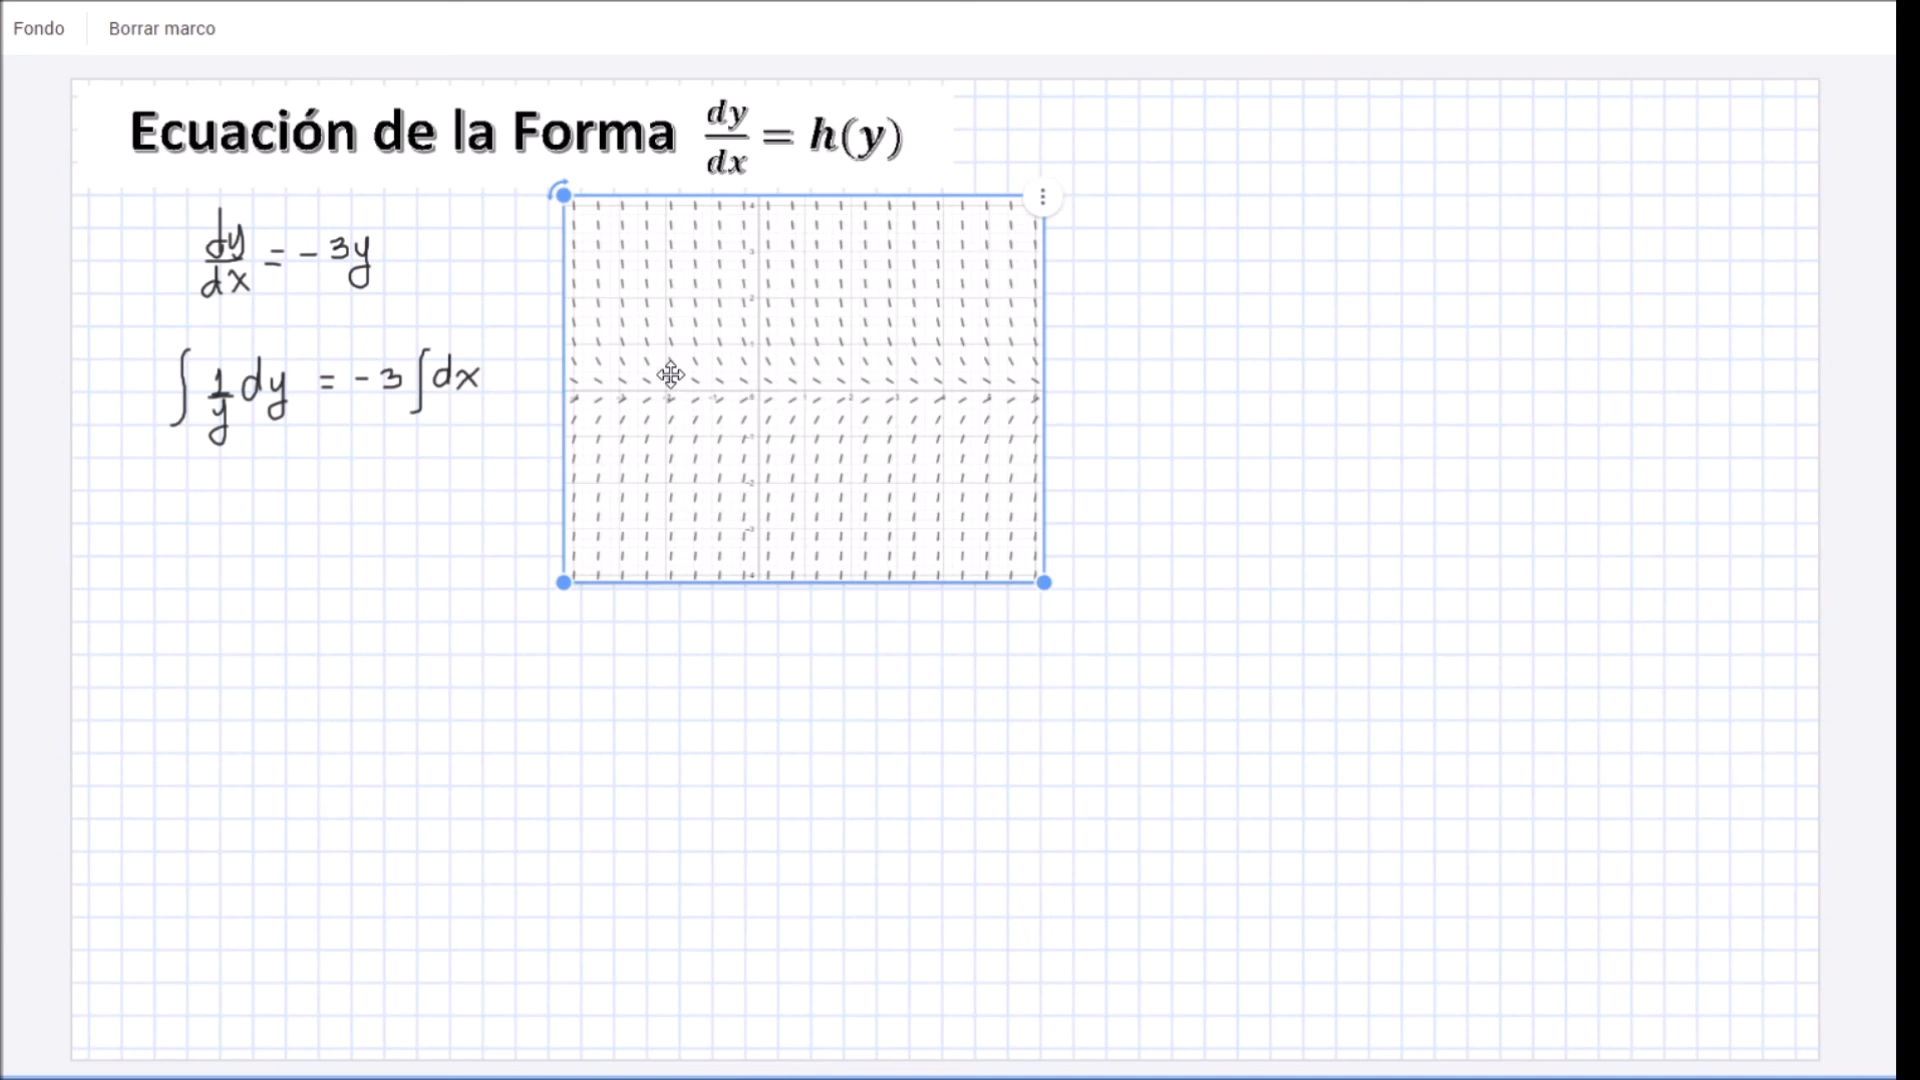 Fondo Borrar marco
Ecuación de la Forma dy/dx = h(y)
dy/dx = - 3y
∫ 1/y dy = -3 ∫ dx